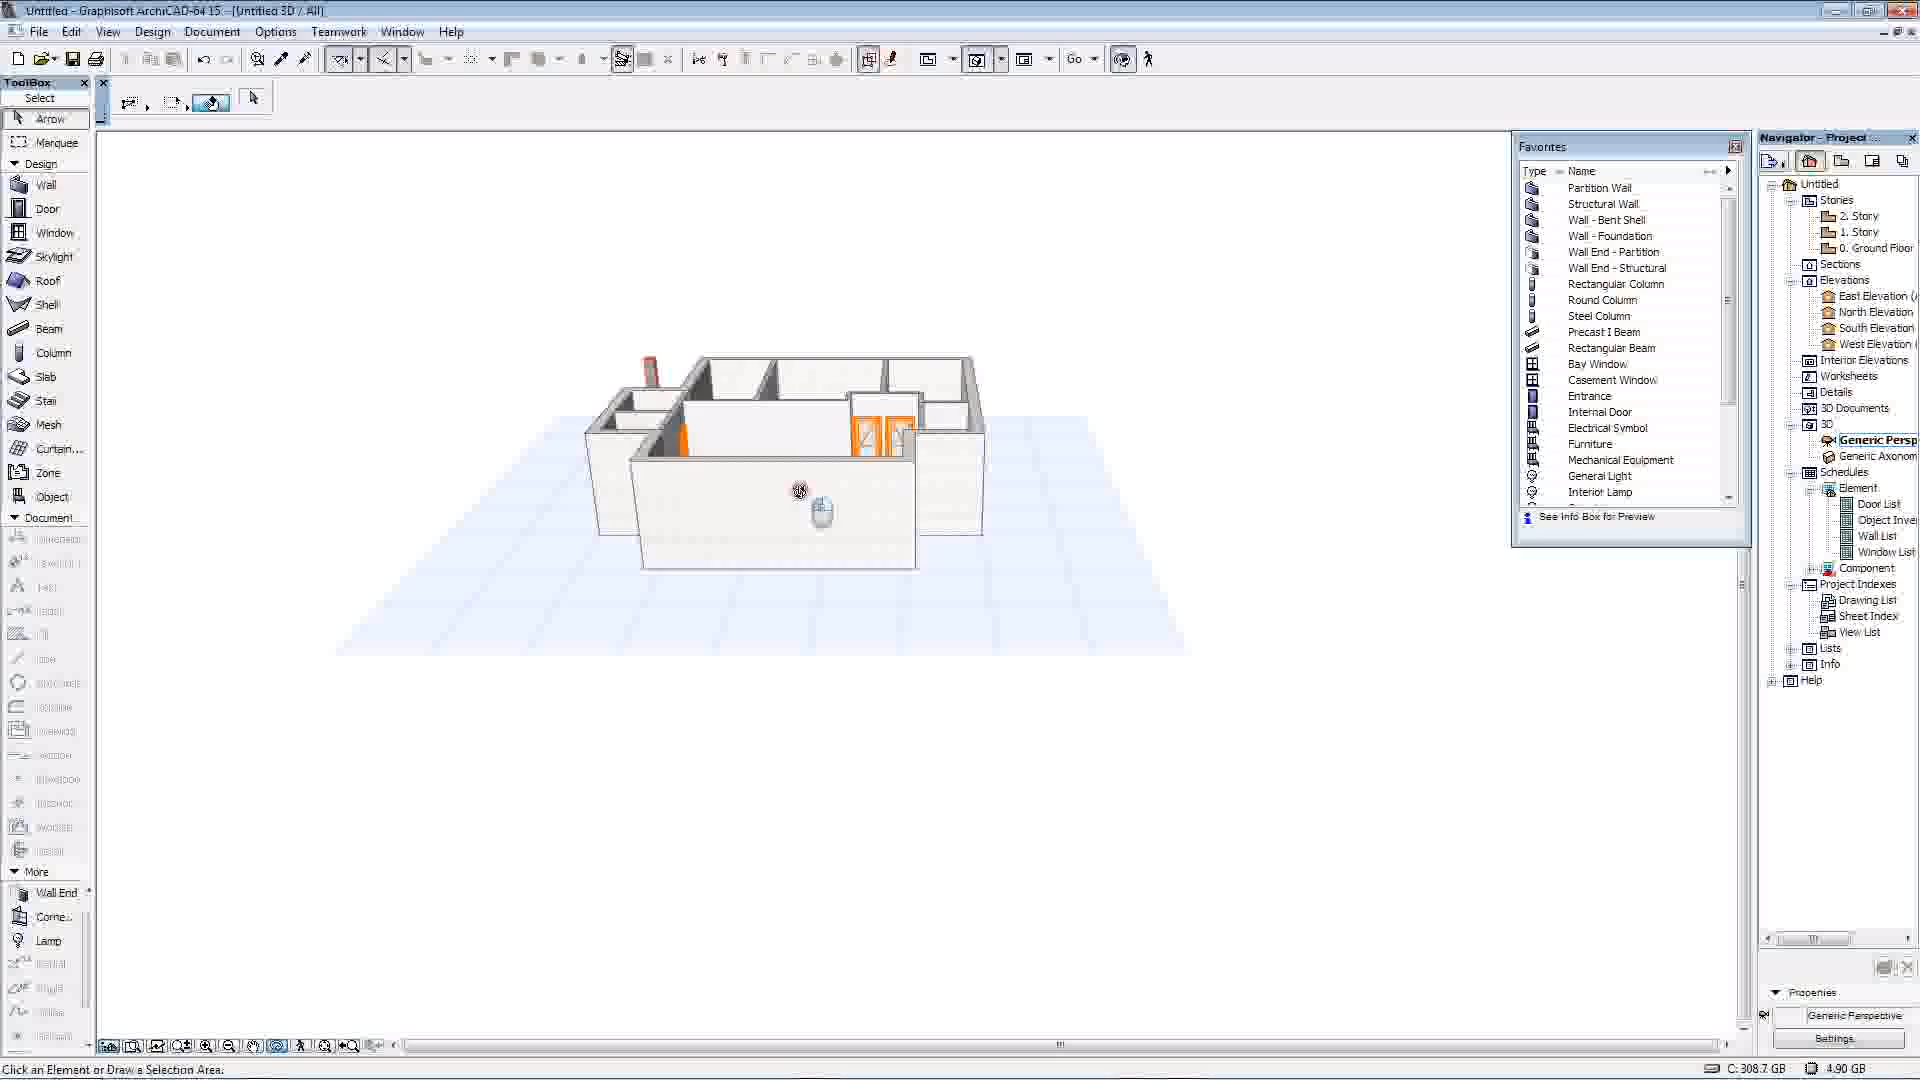 Untitled - Graphisoft ArchiCAD-64 15 - [Untitled 3D / All]
File Edit View Design Document Options Teamwork Window Help
Go
ToolBox
Select
Arrow
Marquee
Design
Wall
Door
Window
Skylight
Roof
Shell
Beam
Column
Slab
Stair
Mesh
Curtain...
Zone
Object
Document
More
Wall End
Corne...
Lamp
Favorites
Type Name
Partition Wall
Structural Wall
Wall - Bent Shell
Wall - Foundation
Wall End - Partition
Wall End - Structural
Rectangular Column
Round Column
Steel Column
Precast I Beam
Rectangular Beam
Bay Window
Casement Window
Entrance
Internal Door
Electrical Symbol
Furniture
Mechanical Equipment
General Light
Interior Lamp
See Info Box for Preview
Navigator - Project ...
Untitled
Stories
2. Story
1. Story
0. Ground Floor
Sections
Elevations
East Elevation (
North Elevation
South Elevation
West Elevation (
Interior Elevations
Worksheets
Details
3D Documents
3D
Generic Persp
Generic Axonom
Schedules
Element
Door List
Object Inve
Wall List
Window List
Component
Project Indexes
Drawing List
Sheet Index
View List
Lists
Info
Help
Properties
Generic Perspective
Settings...
Click an Element or Draw a Selection Area.
C: 308.7 GB
4.90 GB